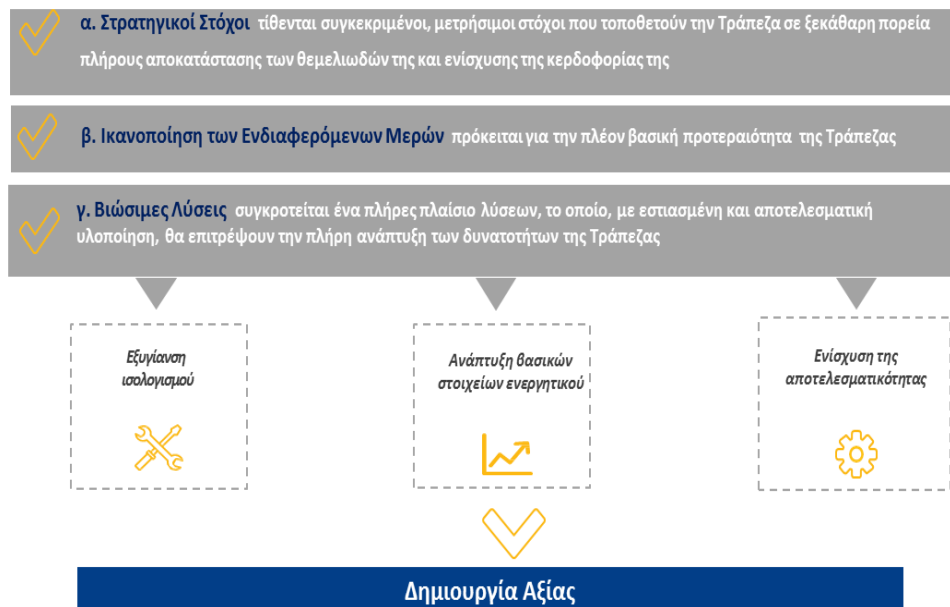 α. Στρατηγικοί Στόχοι τίθενται συγκεκριμένοι, μετρήσιμοι στόχοι που τοποθετούν την Τράπεζα σε ξεκάθαρη πορεία
πλήρους αποκατάστασης των θεμελιωδών της και ενίσχυσης της κερδοφορίας της
β. Ικανοποίηση των Ενδιαφερόμενων Μερών πρόκειται για την πλέον βασική προτεραιότητα της Τράπεζας
γ. Βιώσιμες Λύσεις συγκροτείται ένα πλήρες πλαίσιο λύσεων, το οποίο, με εστιασμένη και αποτελεσματική
υλοποίηση, θα επιτρέψουν την πλήρη ανάπτυξη των δυνατοτήτων της Τράπεζας
Εξυγίανση
ισολογισμού
Ανάπτυξη βασικών
στοιχείων ενεργητικού
Ενίσχυση της
αποτελεσματικότητας
Δημιουργία Αξίας